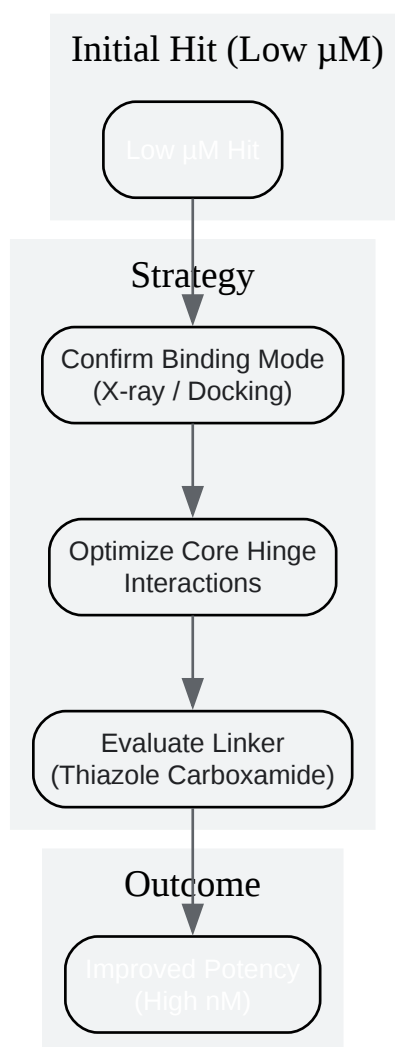 Initial Hit (Low µM)
Low µM Hit
Strategy
Confirm Binding Mode
(X-ray / Docking)
Optimize Core Hinge
Interactions
Evaluate Linker
(Thiazole Carboxamide)
Outcome
Improved Potency
(High nM)